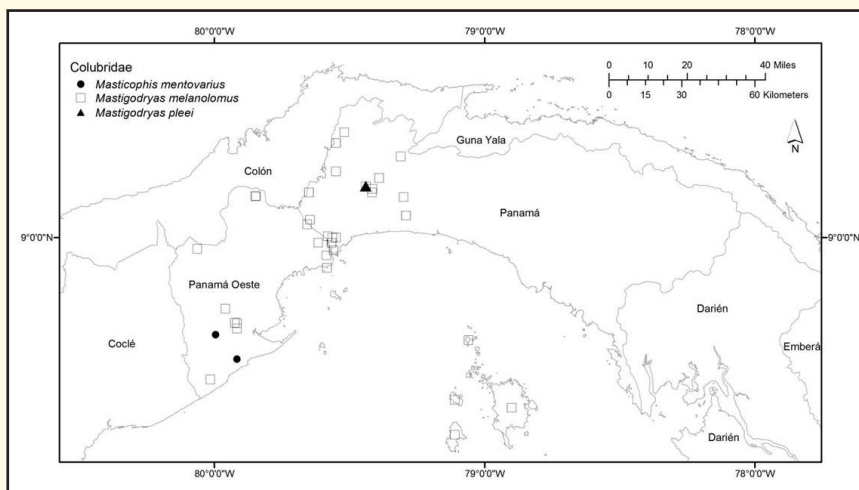 80°0'0"W 79°0'0"W 78°0'0"W
Colubridae
Masticophis mentovarius
Mastigodryas melanolomus
Mastigodryas pleei
0 10 20 40 Miles
0 15 30 60 Kilometers
N
Guna Yala
Colón
Panamá
9°0'0"N 9°0'0"N
Panamá Oeste
Darién
Coclé
Emberá
Darién
80°0'0"W 79°0'0"W 78°0'0"W